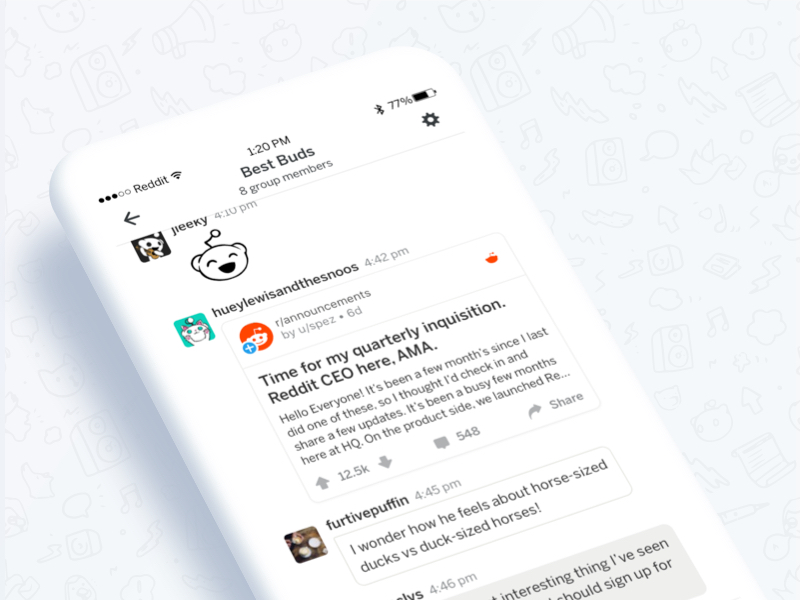 Reddit
1:20 PM
77%
Best Buds
8 group members
jleeky 4:10 pm
hueylewisandthesnoos 4:42 pm
r/announcements
by u/spez • 6d
Time for my quarterly inquisition.
Reddit CEO here, AMA.
Hello Everyone! It's been a few month's since I last
did one of these, so I thought I'd check in and
share a few updates. It's been a busy few months
here at HQ. On the product side, we launched Re...
12.5k
548
Share
furtivepuffin 4:45 pm
I wonder how he feels about horse-sized
ducks vs duck-sized horses!
4:46 pm
interesting thing I've seen
should sign up for